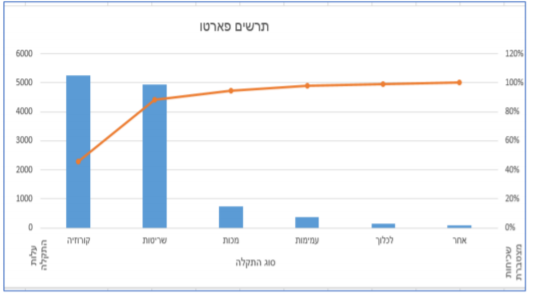 תרשים פארטו
6000
5000
4000
3000
2000
1000
0
120%
100%
80%
60%
40%
20%
0%
קורוזיה
שריטות
מכות
עמימות
לכלוך
אחר
עלות
התקלה
סוג התקלה
שכיחות
מצטברת